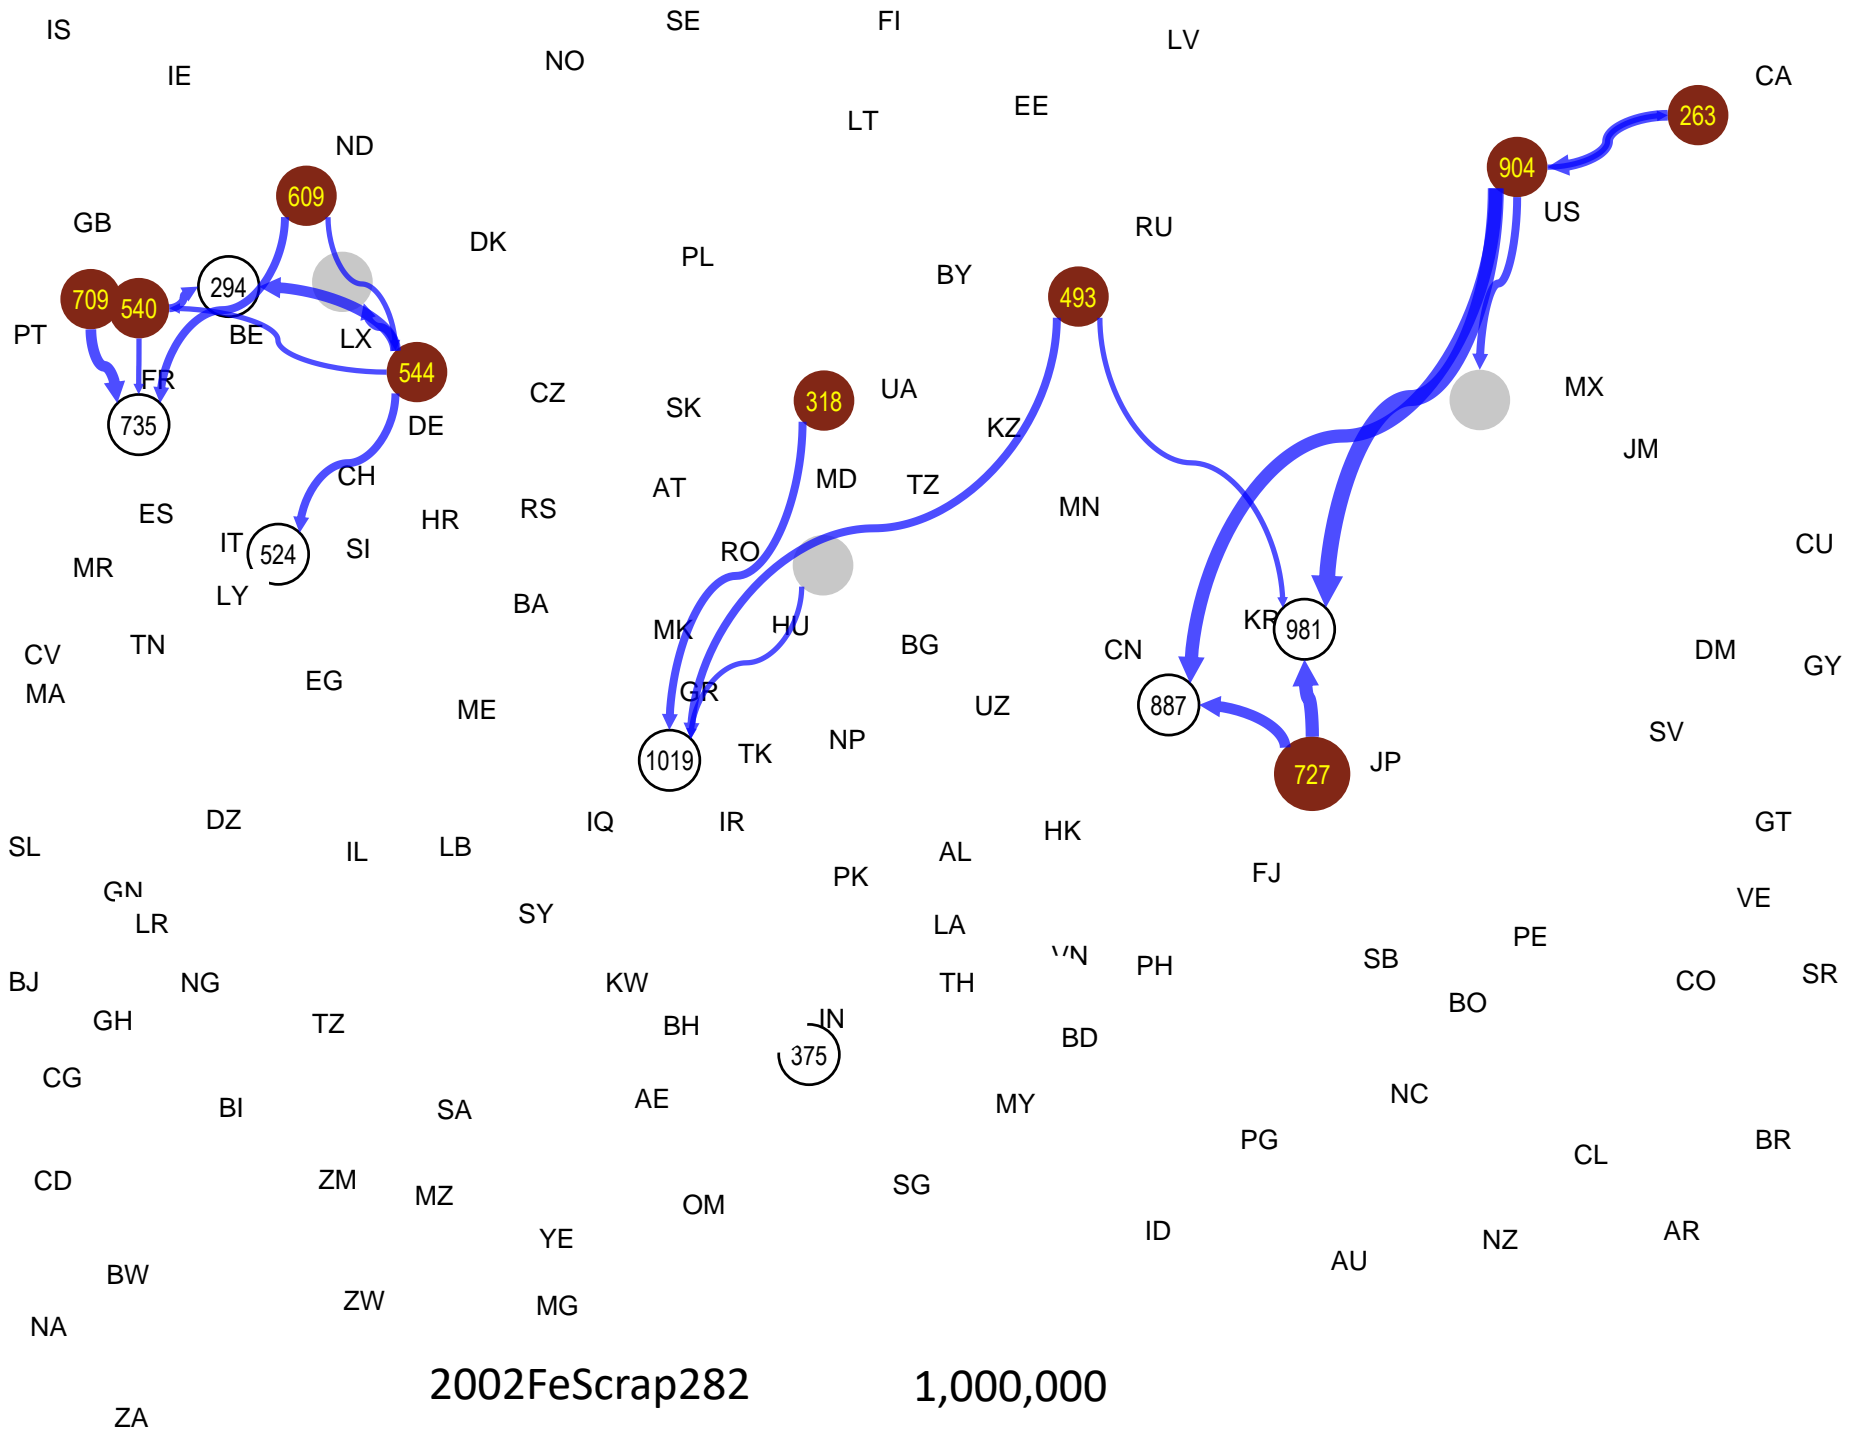 SE
FI
IS
LV
NO
IE
CA
EE
263
LT
ND
904
609
US
GB
RU
DK
PL
BY
294
493
709
540
PT
BE
LX
544
FR
MX
UA
CZ
318
SK
735
DE
KZ
JM
CH
MD
TZ
AT
MN
RS
ES
HR
IT
524
SI
RO
CU
MR
LY
BA
KR
981
MK
HU
TN
BG
CN
DM
CV
GY
EG
MA
GR
887
UZ
ME
SV
NP
TK
1019
JP
727
DZ
IQ
IR
GT
HK
SL
IL
LB
AL
FJ
PK
GN
VE
SY
LR
LA
PE
VN
SB
PH
SR
BJ
NG
KW
TH
CO
BO
IN
GH
TZ
BH
BD
375
CG
NC
AE
MY
BI
SA
PG
BR
CL
CD
ZM
SG
MZ
OM
ID
AR
YE
NZ
AU
BW
ZW
MG
NA
2002FeScrap282 1,000,000
ZA